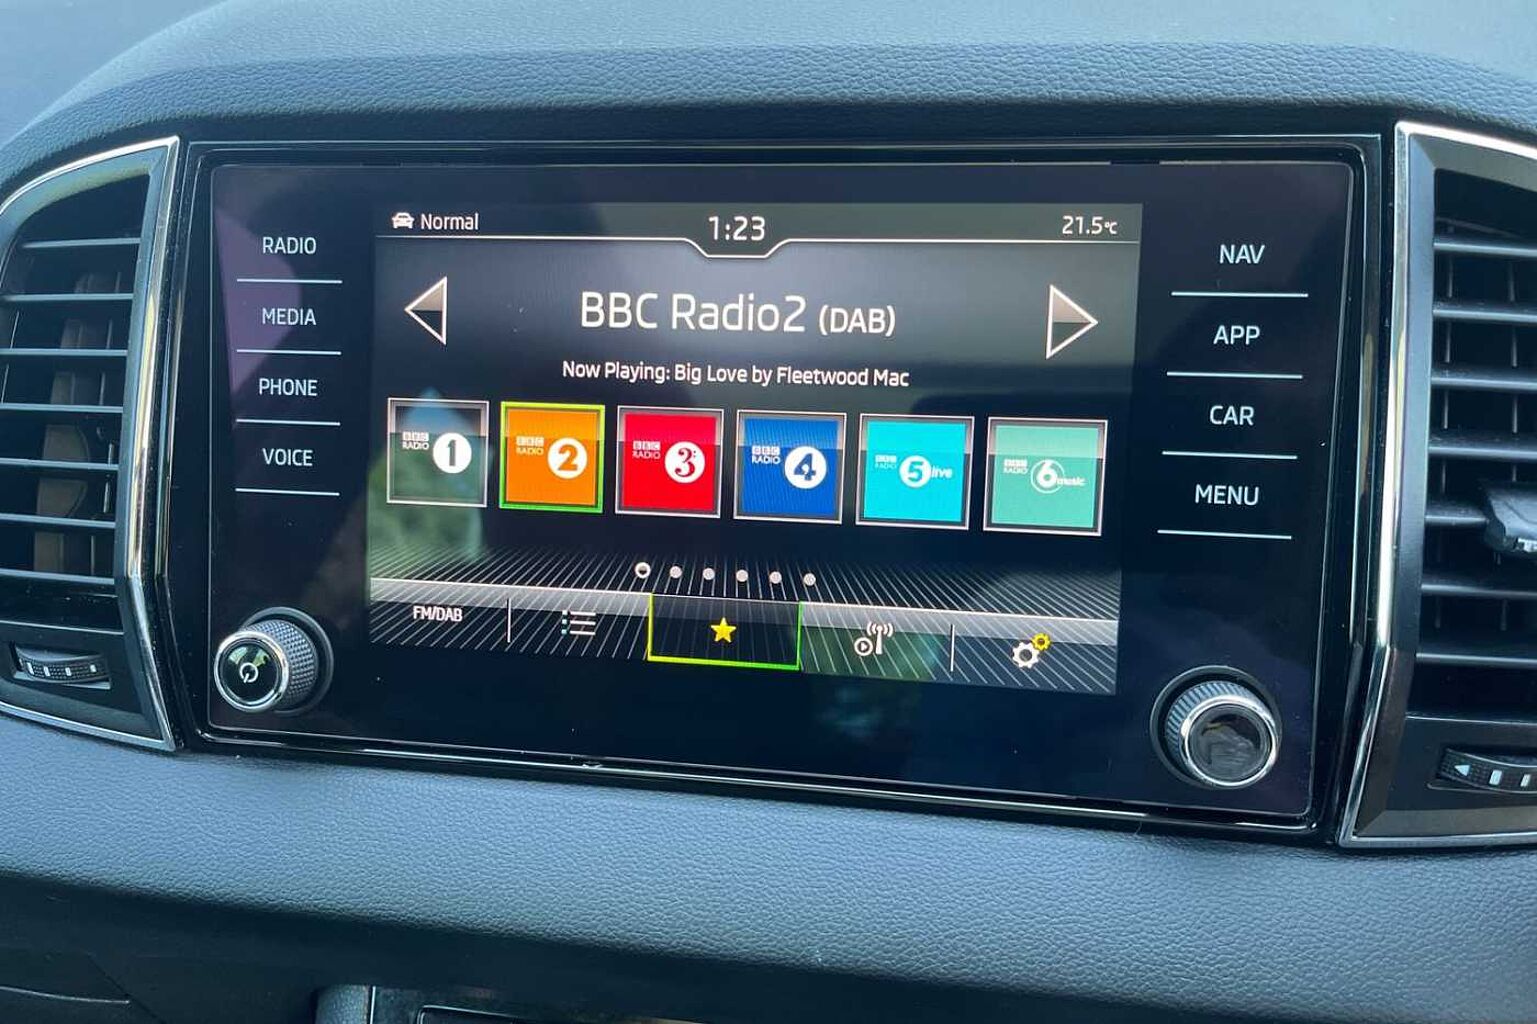 Normal
1:23
21.5°C
RADIO
MEDIA
PHONE
VOICE
BBC Radio2 (DAB)
Now Playing: Big Love by Fleetwood Mac
BBC
RADIO 1
BBC
RADIO 2
BBC
RADIO 3
BBC
RADIO 4
BBC
RADIO 5 live
BBC
RADIO 6 music
FM/DAB
NAV
APP
CAR
MENU